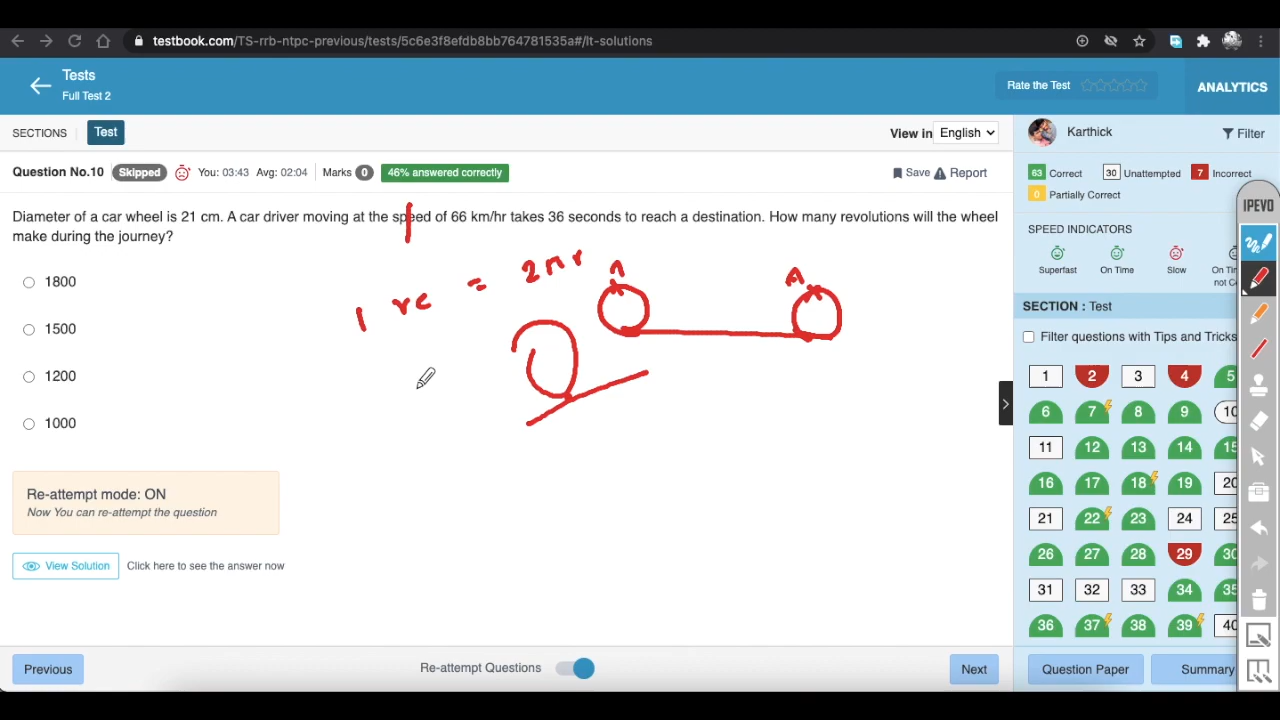 testbook.com/TS-rrb-ntpc-previous/tests/5c6e3f8efdb8bb764781535a#/lt-solutions
Tests
Full Test 2
Rate the Test
ANALYTICS
SECTIONS Test
View in English
Karthick
Filter
Question No.10 Skipped You: 03:43 Avg: 02:04 Marks 0 46% answered correctly Save Report
63 Correct 30 Unattempted 7 Incorrect
0 Partially Correct
IPEVO
Diameter of a car wheel is 21 cm. A car driver moving at the speed of 66 km/hr takes 36 seconds to reach a destination. How many revolutions will the wheel
make during the journey?
SPEED INDICATORS
Superfast On Time Slow On Tim
not Co
1 re = 2πr
A A
1800
1500
1200
1000
SECTION : Test
Filter questions with Tips and Tricks
1 2 3 4 5
6 7 8 9 10
11 12 13 14 15
16 17 18 19 20
21 22 23 24 25
26 27 28 29 30
31 32 33 34 35
36 37 38 39 40
Re-attempt mode: ON
Now You can re-attempt the question
View Solution Click here to see the answer now
Previous
Re-attempt Questions
Next
Question Paper
Summary